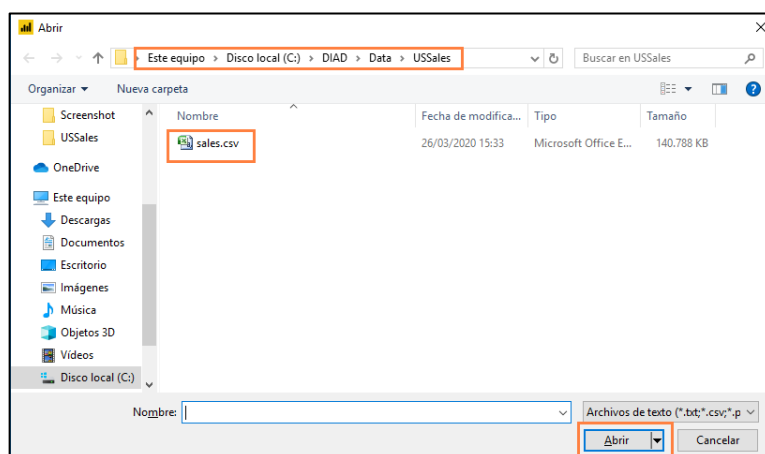 Abrir
Este equipo > Disco local (C:) > DIAD > Data > USSales
Buscar en USSales
Organizar
Nueva carpeta
Screenshot
USSales
OneDrive
Este equipo
Descargas
Documentos
Escritorio
Imágenes
Música
Objetos 3D
Vídeos
Disco local (C:)
Nombre
Fecha de modifica...
Tipo
Tamaño
sales.csv
26/03/2020 15:33
Microsoft Office E...
140.788 KB
Nombre:
Archivos de texto (*.txt;*.csv;*.p
Abrir
Cancelar